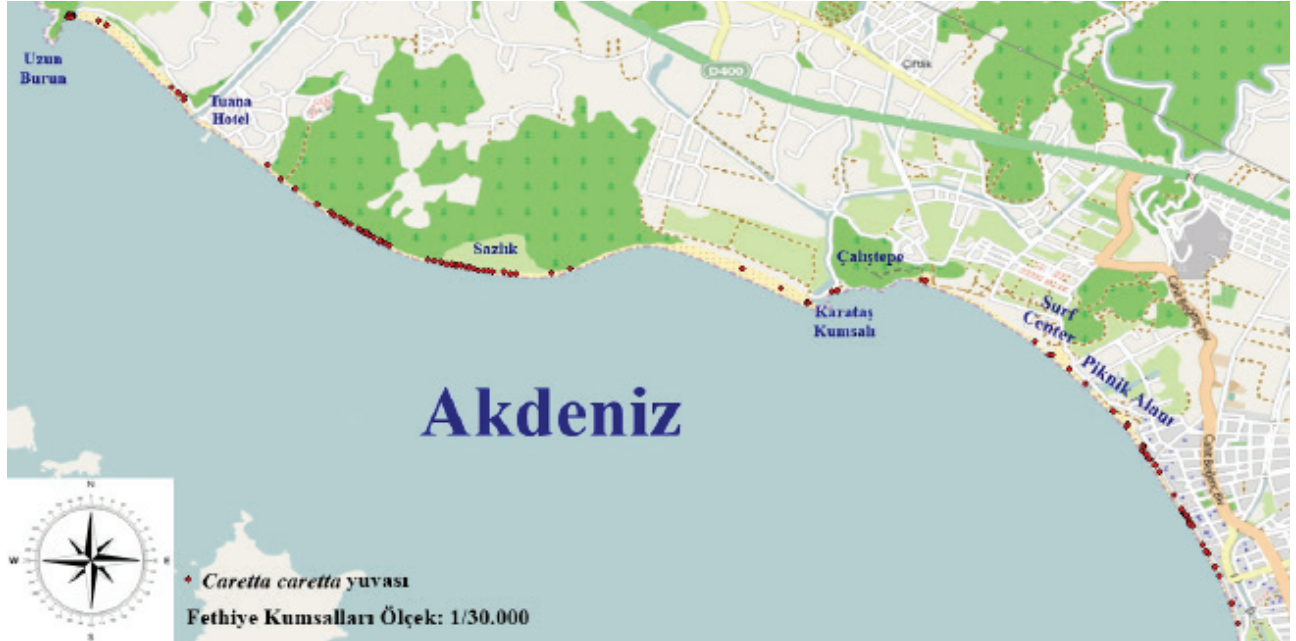 Uzun
Burun
Tuana
Hotel
D-400
Çiftlik
Sazlık
Çalıştepe
Karataş
Kumsalı
Surf
Center
Piknik Alanı
Akdeniz
N
W
E
S
Caretta caretta yuvası
Fethiye Kumsalları Ölçek: 1/30.000